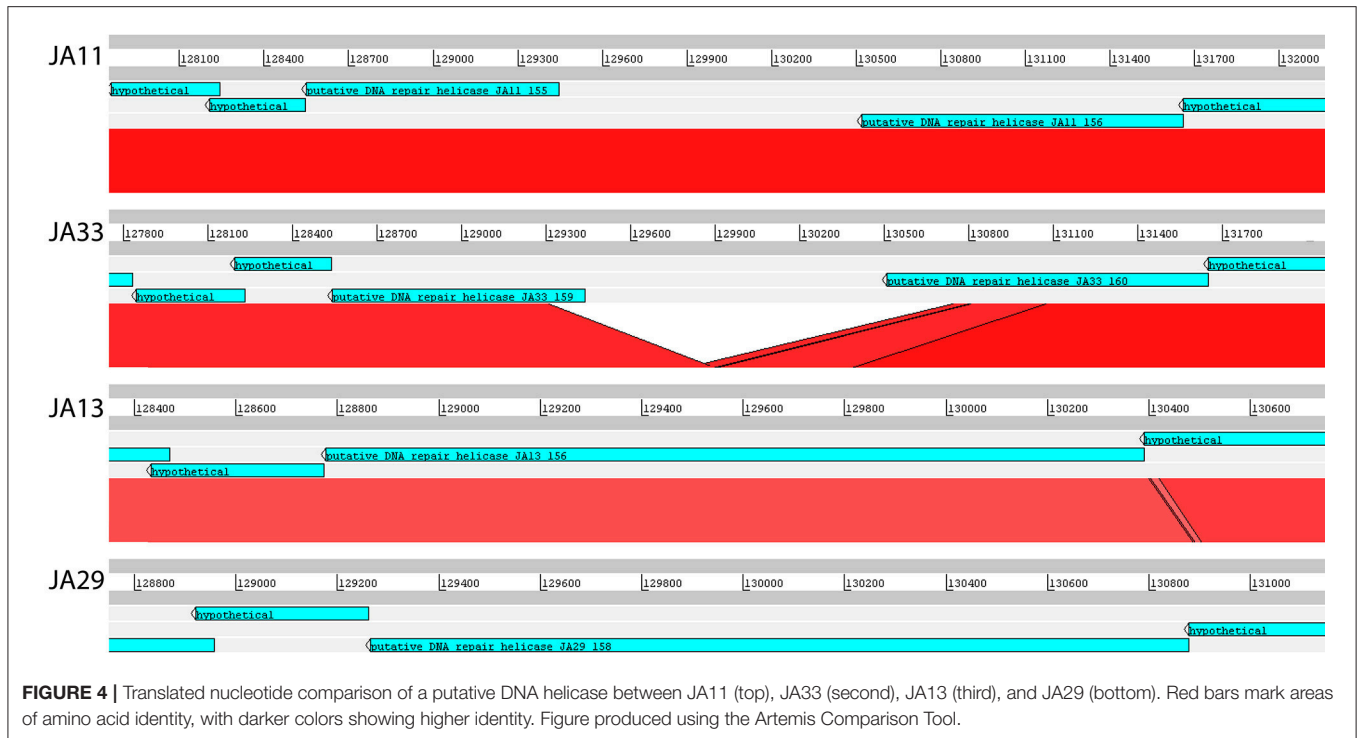 JA11
128100 128400 128700 129000 129300 129600 129900 130200 130500 130800 131100 131400 131700 132000
hypothetical putative DNA repair helicase JA11 155
hypothetical hypothetical
putative DNA repair helicase JA11 156
JA33
127800 128100 128400 128700 129000 129300 129600 129900 130200 130500 130800 131100 131400 131700
hypothetical hypothetical
putative DNA repair helicase JA33 160
hypothetical putative DNA repair helicase JA33 159
JA13
128400 128600 128800 129000 129200 129400 129600 129800 130000 130200 130400 130600
hypothetical
putative DNA repair helicase JA13 156
hypothetical
JA29
128800 129000 129200 129400 129600 129800 130000 130200 130400 130600 130800 131000
hypothetical
hypothetical
putative DNA repair helicase JA29 158
FIGURE 4 | Translated nucleotide comparison of a putative DNA helicase between JA11 (top), JA33 (second), JA13 (third), and JA29 (bottom). Red bars mark areas
of amino acid identity, with darker colors showing higher identity. Figure produced using the Artemis Comparison Tool.